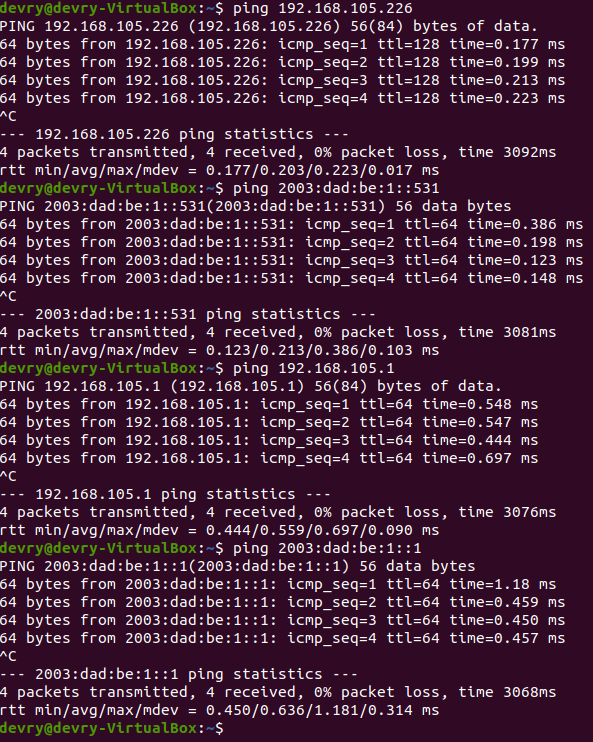 devry@devry-VirtualBox:~$ ping 192.168.105.226
PING 192.168.105.226 (192.168.105.226) 56(84) bytes of data.
64 bytes from 192.168.105.226: icmp_seq=1 ttl=128 time=0.177 ms
64 bytes from 192.168.105.226: icmp_seq=2 ttl=128 time=0.199 ms
64 bytes from 192.168.105.226: icmp_seq=3 ttl=128 time=0.213 ms
64 bytes from 192.168.105.226: icmp_seq=4 ttl=128 time=0.223 ms
^C
--- 192.168.105.226 ping statistics ---
4 packets transmitted, 4 received, 0% packet loss, time 3092ms
rtt min/avg/max/mdev = 0.177/0.203/0.223/0.017 ms
devry@devry-VirtualBox:~$ ping 2003:dad:be:1::531
PING 2003:dad:be:1::531(2003:dad:be:1::531) 56 data bytes
64 bytes from 2003:dad:be:1::531: icmp_seq=1 ttl=64 time=0.386 ms
64 bytes from 2003:dad:be:1::531: icmp_seq=2 ttl=64 time=0.198 ms
64 bytes from 2003:dad:be:1::531: icmp_seq=3 ttl=64 time=0.123 ms
64 bytes from 2003:dad:be:1::531: icmp_seq=4 ttl=64 time=0.148 ms
^C
--- 2003:dad:be:1::531 ping statistics ---
4 packets transmitted, 4 received, 0% packet loss, time 3081ms
rtt min/avg/max/mdev = 0.123/0.213/0.386/0.103 ms
devry@devry-VirtualBox:~$ ping 192.168.105.1
PING 192.168.105.1 (192.168.105.1) 56(84) bytes of data.
64 bytes from 192.168.105.1: icmp_seq=1 ttl=64 time=0.548 ms
64 bytes from 192.168.105.1: icmp_seq=2 ttl=64 time=0.547 ms
64 bytes from 192.168.105.1: icmp_seq=3 ttl=64 time=0.444 ms
64 bytes from 192.168.105.1: icmp_seq=4 ttl=64 time=0.697 ms
^C
--- 192.168.105.1 ping statistics ---
4 packets transmitted, 4 received, 0% packet loss, time 3076ms
rtt min/avg/max/mdev = 0.444/0.559/0.697/0.090 ms
devry@devry-VirtualBox:~$ ping 2003:dad:be:1::1
PING 2003:dad:be:1::1(2003:dad:be:1::1) 56 data bytes
64 bytes from 2003:dad:be:1::1: icmp_seq=1 ttl=64 time=1.18 ms
64 bytes from 2003:dad:be:1::1: icmp_seq=2 ttl=64 time=0.459 ms
64 bytes from 2003:dad:be:1::1: icmp_seq=3 ttl=64 time=0.450 ms
64 bytes from 2003:dad:be:1::1: icmp_seq=4 ttl=64 time=0.457 ms
^C
--- 2003:dad:be:1::1 ping statistics ---
4 packets transmitted, 4 received, 0% packet loss, time 3068ms
rtt min/avg/max/mdev = 0.450/0.636/1.181/0.314 ms
devry@devry-VirtualBox:~$